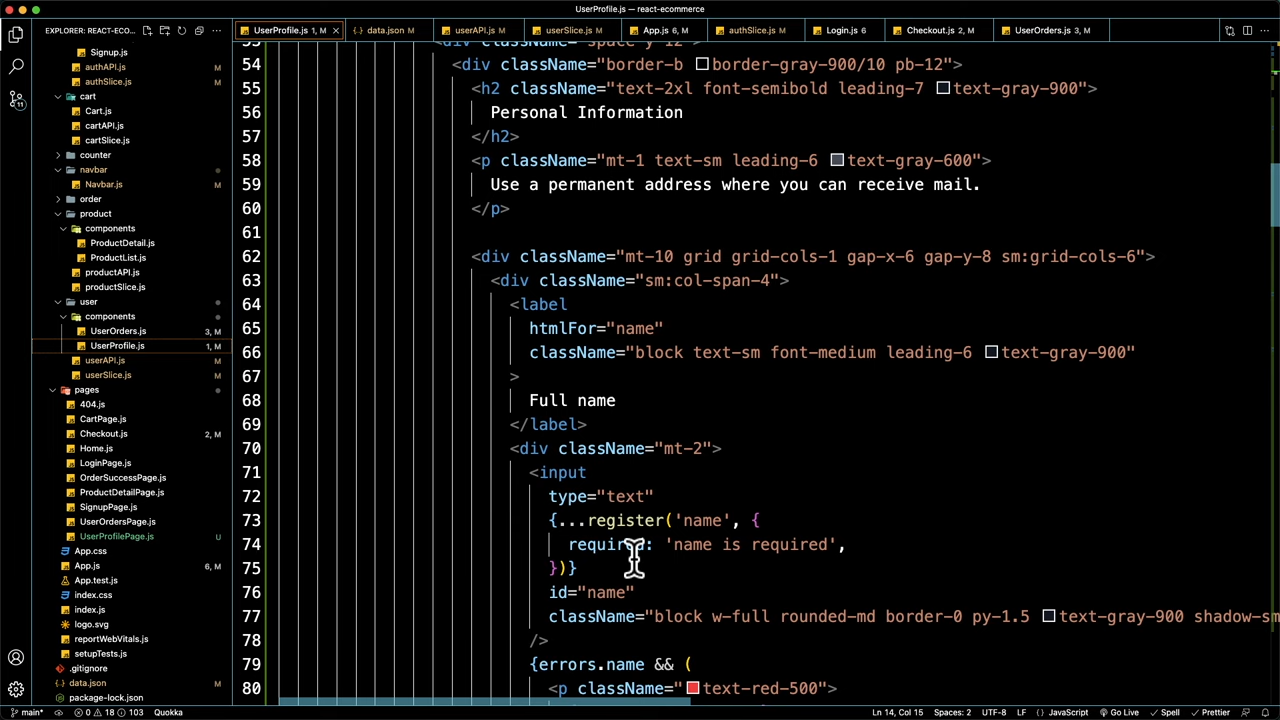 UserProfile.js — react-ecommerce
EXPLORER: REACT-ECO...
UserProfile.js 1, M
data.json M
userAPI.js M
userSlice.js M
App.js 6, M
authSlice.js M
Login.js 6
Checkout.js 2, M
UserOrders.js 3, M
Signup.js
authAPI.js M
authSlice.js M
cart
Cart.js
cartAPI.js
cartSlice.js
counter
navbar
Navbar.js M
order
product
components
ProductDetail.js
ProductList.js
productAPI.js
productSlice.js
user
components
UserOrders.js 3, M
UserProfile.js 1, M
userAPI.js M
userSlice.js M
pages
404.js
CartPage.js
Checkout.js 2, M
Home.js
LoginPage.js
OrderSuccessPage.js
ProductDetailPage.js
SignupPage.js
UserOrdersPage.js
UserProfilePage.js U
App.css
App.js 6, M
App.test.js
index.css
index.js
logo.svg
reportWebVitals.js
setupTests.js
.gitignore
data.json M
package-lock.json
11
53 <div className="space-y-12">
54 <div className="border-b border-gray-900/10 pb-12">
55 <h2 className="text-2xl font-semibold leading-7 text-gray-900">
56 Personal Information
57 </h2>
58 <p className="mt-1 text-sm leading-6 text-gray-600">
59 Use a permanent address where you can receive mail.
60 </p>
61
62 <div className="mt-10 grid grid-cols-1 gap-x-6 gap-y-8 sm:grid-cols-6">
63 <div className="sm:col-span-4">
64 <label
65 htmlFor="name"
66 className="block text-sm font-medium leading-6 text-gray-900"
67 >
68 Full name
69 </label>
70 <div className="mt-2">
71 <input
72 type="text"
73 {...register('name', {
74 required: 'name is required',
75 })}
76 id="name"
77 className="block w-full rounded-md border-0 py-1.5 text-gray-900 shadow-sm
78 />
79 {errors.name && (
80 <p className="text-red-500">
main* 0 18 103 Quokka
Ln 14, Col 15 Spaces: 2 UTF-8 LF {} JavaScript Go Live Spell Prettier